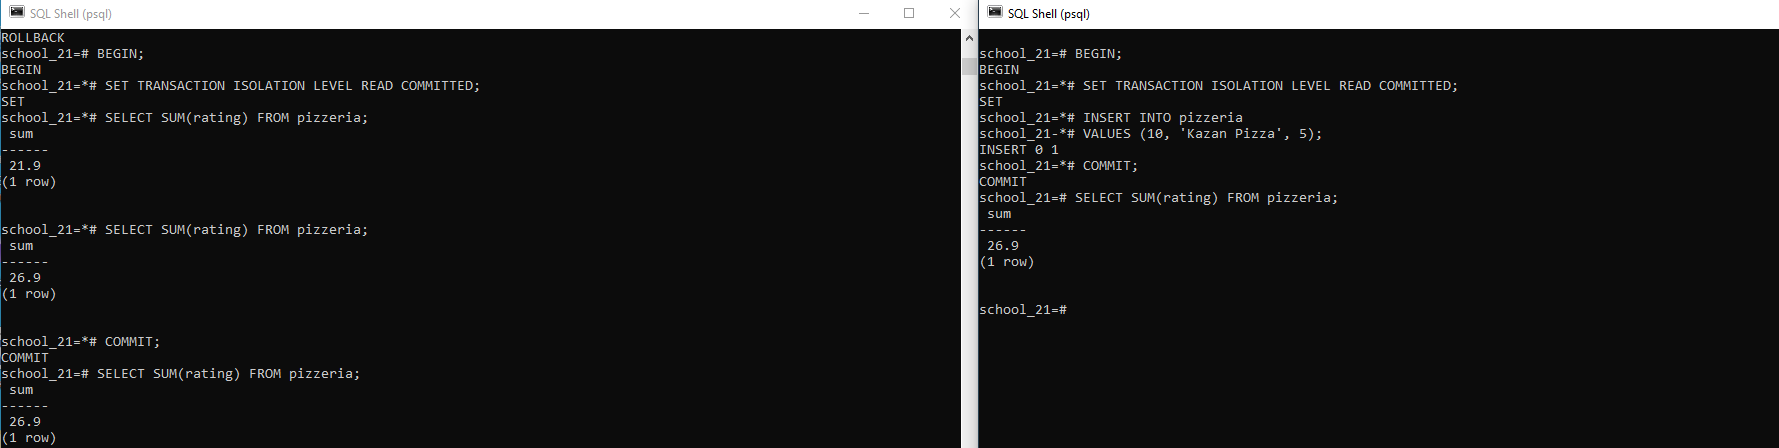 SQL Shell (psql)
ROLLBACK
school_21=# BEGIN;
BEGIN
school_21=*# SET TRANSACTION ISOLATION LEVEL READ COMMITTED;
SET
school_21=*# SELECT SUM(rating) FROM pizzeria;
 sum
------
 21.9
(1 row)
school_21=*# SELECT SUM(rating) FROM pizzeria;
 sum
------
 26.9
(1 row)
school_21=*# COMMIT;
COMMIT
school_21=# SELECT SUM(rating) FROM pizzeria;
 sum
------
 26.9
(1 row)
SQL Shell (psql)
school_21=# BEGIN;
BEGIN
school_21=*# SET TRANSACTION ISOLATION LEVEL READ COMMITTED;
SET
school_21=*# INSERT INTO pizzeria
school_21-*# VALUES (10, 'Kazan Pizza', 5);
INSERT 0 1
school_21=*# COMMIT;
COMMIT
school_21=# SELECT SUM(rating) FROM pizzeria;
 sum
------
 26.9
(1 row)
school_21=#